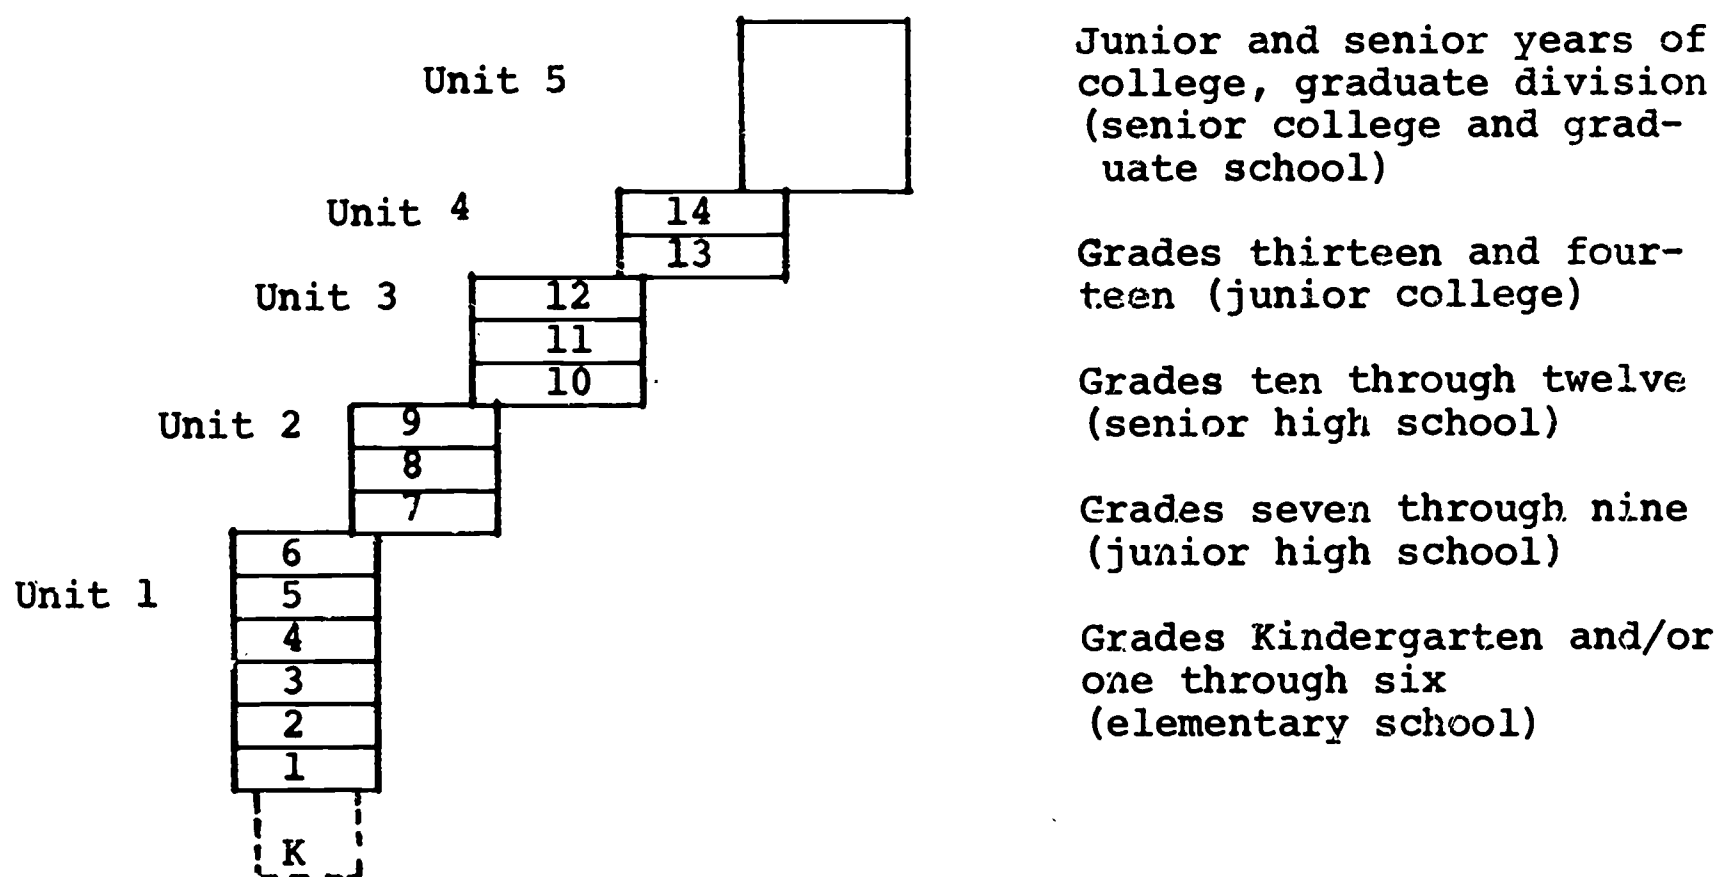 Unit 5
Junior and senior years of
college, graduate division
(senior college and grad-
uate school)
Unit 4
14
13
Grades thirteen and four-
teen (junior college)
Unit 3
12
11
10
Grades ten through twelve
(senior high school)
Unit 2
9
8
7
Grades seven through nine
(junior high school)
Unit 1
6
5
4
3
2
1
K
Grades Kindergarten and/or
one through six
(elementary school)